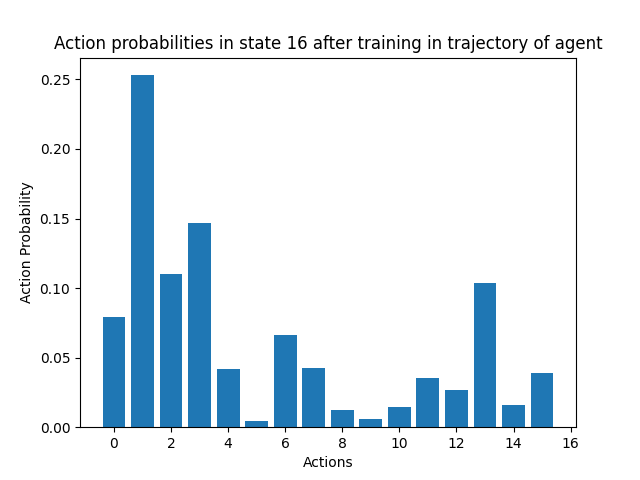 Action probabilities in state 16 after training in trajectory of agent
0.25
0.20
0.15
0.10
0.05
0.00
Action Probability
0 2 4 6 8 10 12 14 16
Actions